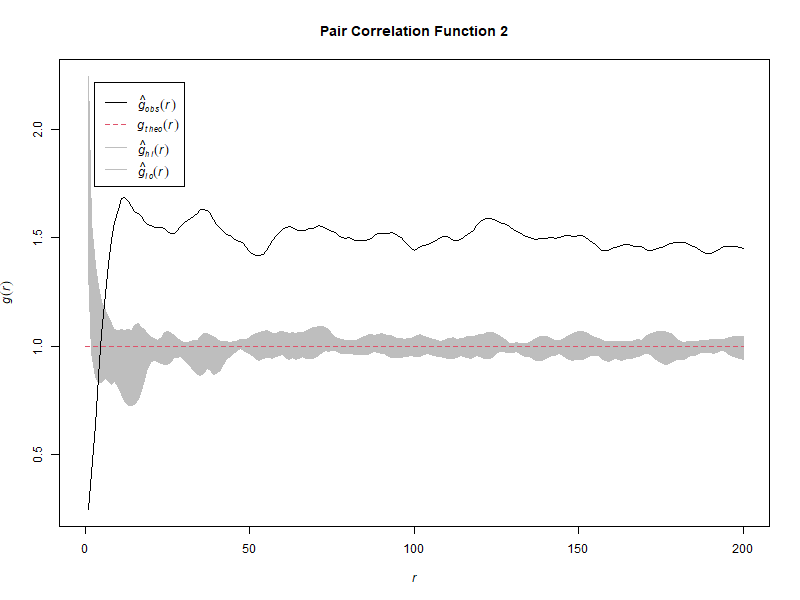 Pair Correlation Function 2
ĝobs(r)
gtheo(r)
ĝhi(r)
ĝlo(r)
2.0
1.5
1.0
0.5
g(r)
0
50
100
150
200
r